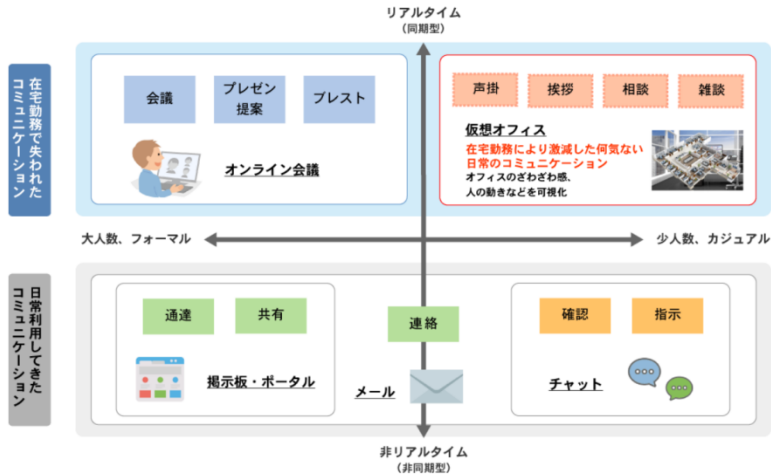 リアルタイム
（同期型）
在宅勤務で失われた
コミュニケーション
会議
プレゼン
提案
ブレスト
オンライン会議
声掛
挨拶
相談
雑談
仮想オフィス
在宅勤務により激減した何気ない
日常のコミュニケーション
オフィスのざわざわ感、
人の動きなどを可視化
大人数、フォーマル
少人数、カジュアル
日常利用してきた
コミュニケーション
通達
共有
掲示板・ポータル
連絡
メール
確認
指示
チャット
非リアルタイム
（非同期型）